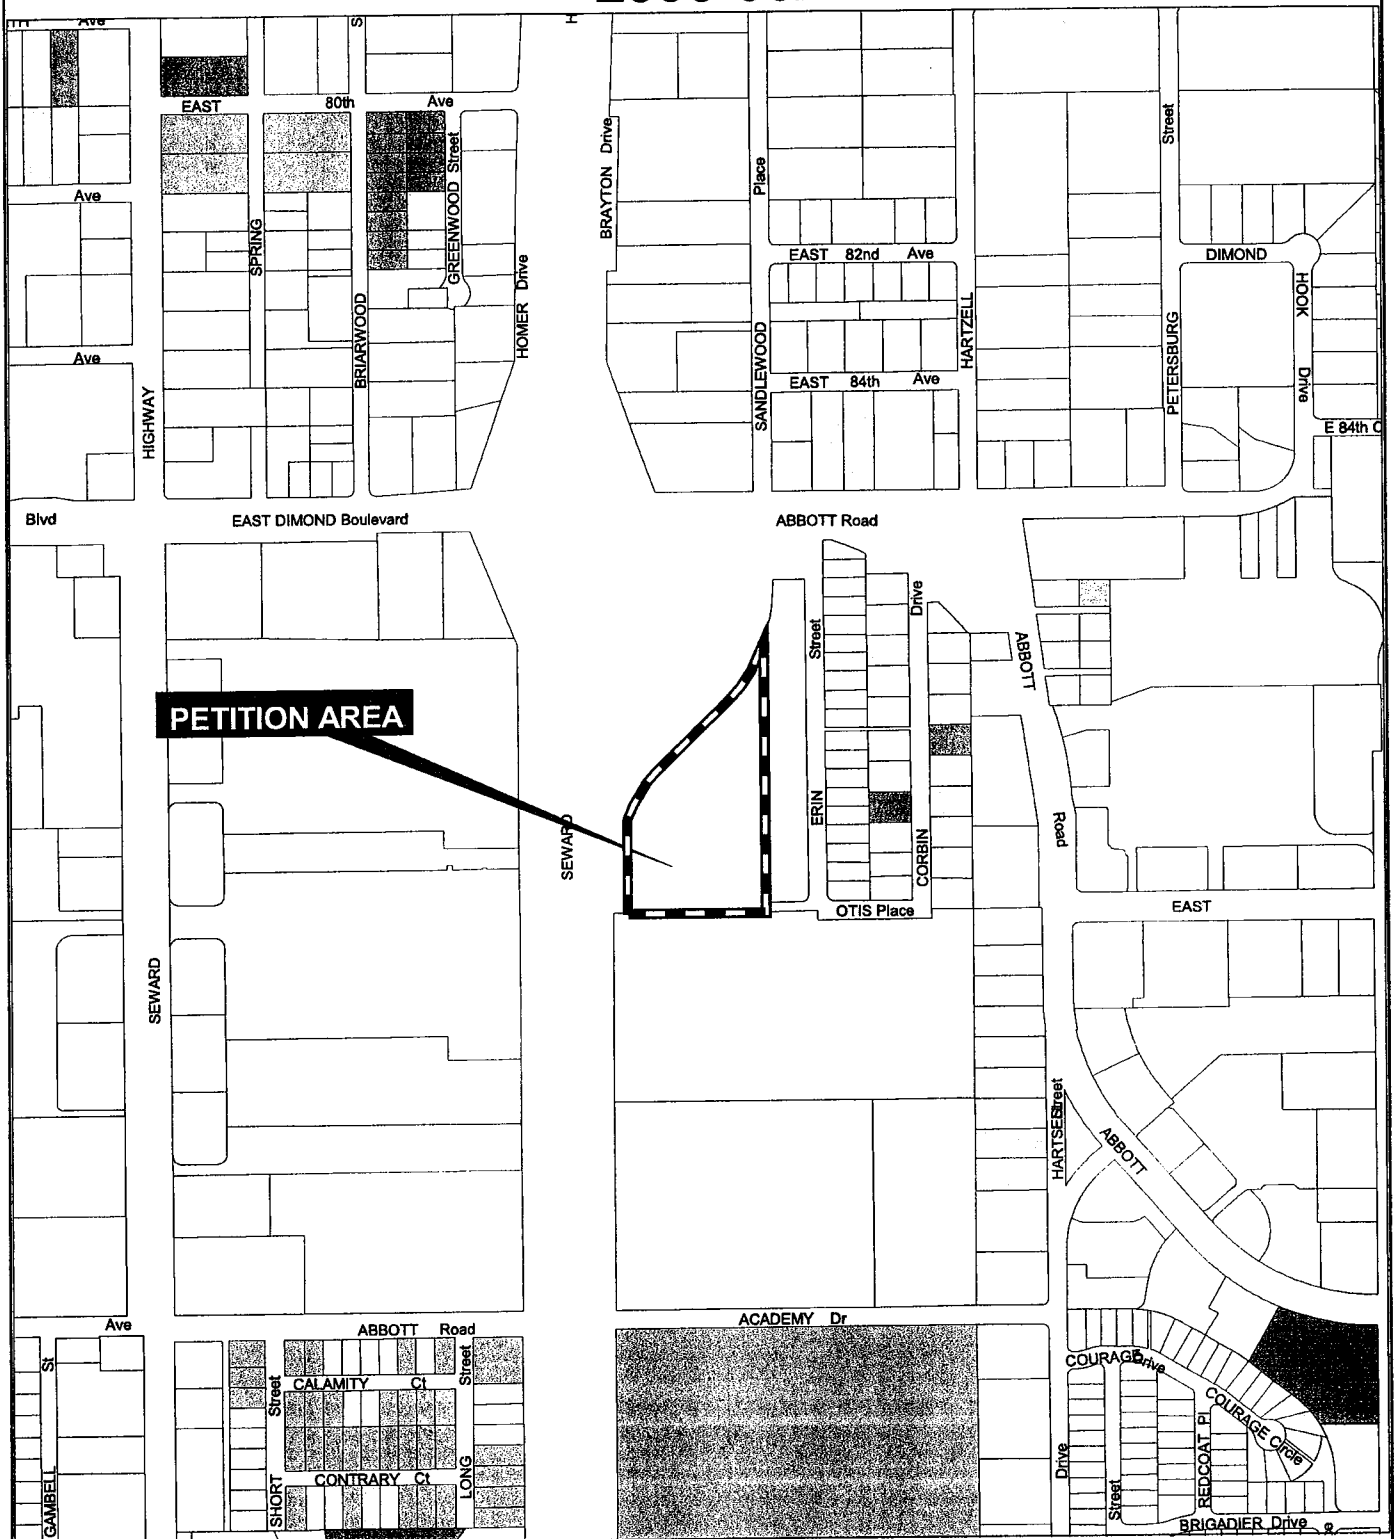 Ave
EAST 80th Ave
Street
GREENWOOD
BRAYTON Drive
Place
Street
Ave
SPRING
EAST 82nd Ave
DIMOND
HOMER Drive
HOOK
Drive
BRIARWOOD
HARTZELL
PETERSBURG
Ave
SANDLEWOOD
EAST 84th Ave
HIGHWAY
E 84th C
Blvd
EAST DIMOND Boulevard
ABBOTT Road
Drive
Street
ABBOTT
PETITION AREA
SEWARD
ERIN
CORBIN
Road
OTIS Place
EAST
SEWARD
Street
ABBOTT
Ave
ABBOTT Road
ACADEMY Dr
St
Street
CALAMITY Ct
Street
COURAGE Drive
COURAGE Circle
CONTRARY Ct
SHORT
LONG
GAMBELL
Drive
Street
REDCOAT Pl
BRIGADIER Drive